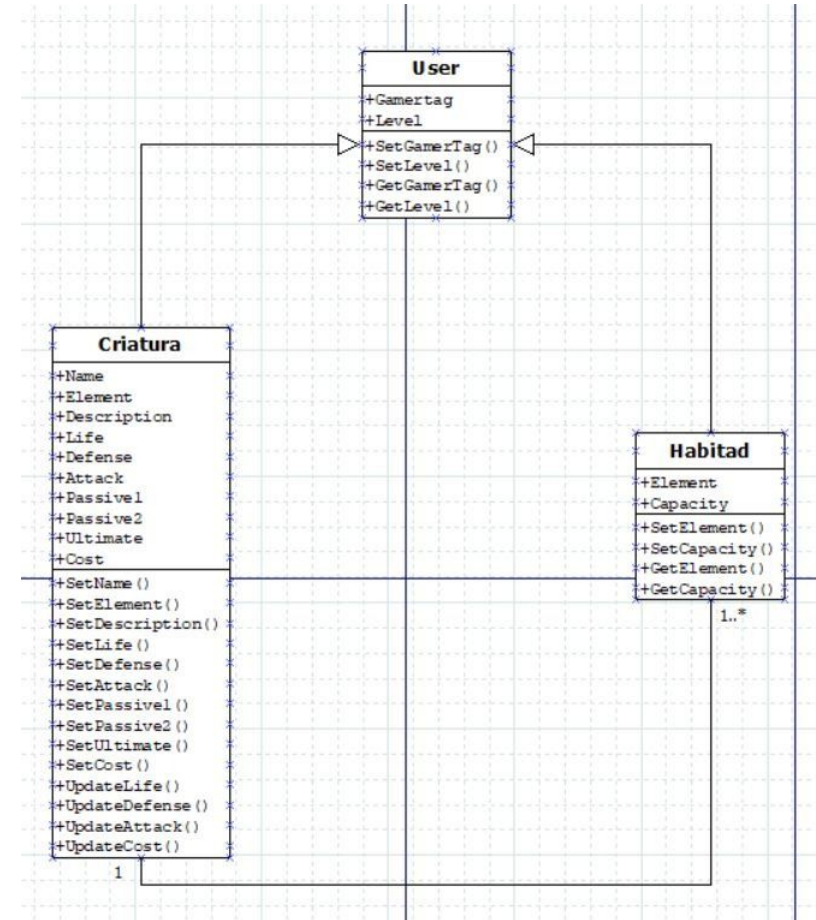 User
+Gamertag
+Level
+SetGamerTag()
+SetLevel()
+GetGamerTag()
+GetLevel()
Criatura
+Name
+Element
+Description
+Life
+Defense
+Attack
+Passive1
+Passive2
+Ultimate
+Cost
+SetName()
+SetElement()
+SetDescription()
+SetLife()
+SetDefense()
+SetAttack()
+SetPassive1()
+SetPassive2()
+SetUltimate()
+SetCost()
+UpdateLife()
+UpdateDefense()
+UpdateAttack()
+UpdateCost()
1
Habitad
+Element
+Capacity
+SetElement()
+SetCapacity()
+GetElement()
+GetCapacity()
1..*